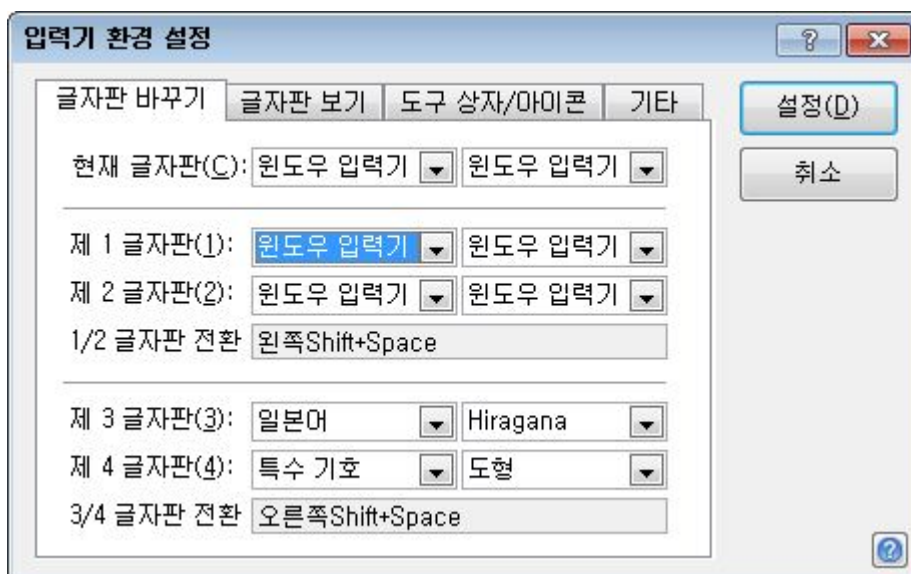 입력기 환경 설정
글자판 바꾸기 글자판 보기 도구 상자/아이콘 기타
설정(D)
취소
현재 글자판(C): 윈도우 입력기 윈도우 입력기
제 1 글자판(1): 윈도우 입력기 윈도우 입력기
제 2 글자판(2): 윈도우 입력기 윈도우 입력기
1/2 글자판 전환 왼쪽Shift+Space
제 3 글자판(3): 일본어 Hiragana
제 4 글자판(4): 특수 기호 도형
3/4 글자판 전환 오른쪽Shift+Space